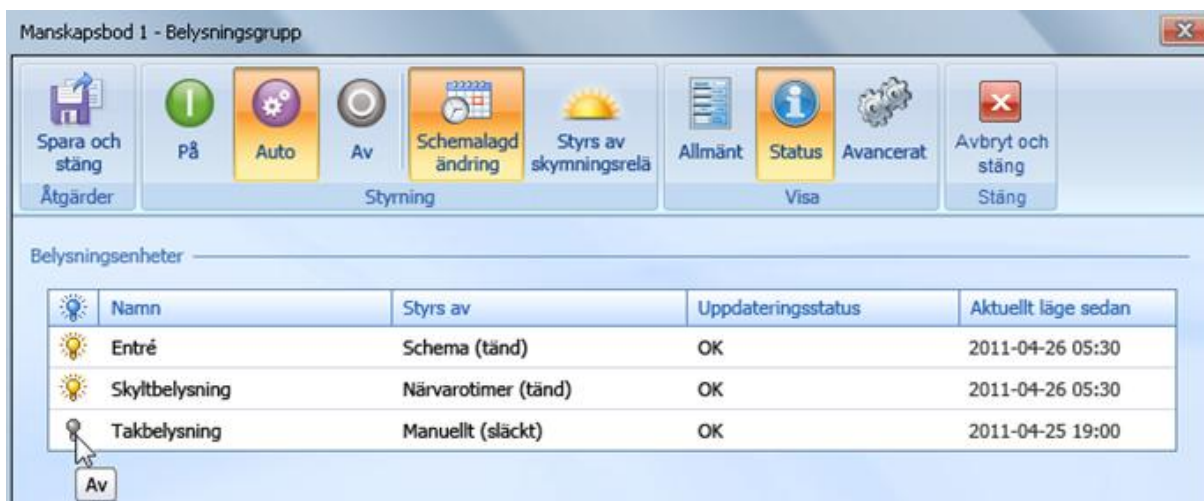 Manskapsbod 1 - Belysningsgrupp
Spara och
stäng
På
Auto
Av
Schemalagd
ändring
Styrs av
skymningsrelä
Allmänt
Status
Avancerat
Avbryt och
stäng
Åtgärder
Styrning
Visa
Stäng
Belysningsenheter
Namn Styrs av Uppdateringsstatus Aktuellt läge sedan
Entré Schema (tänd) OK 2011-04-26 05:30
Skyltbelysning Närvarotimer (tänd) OK 2011-04-26 05:30
Takbelysning Manuellt (släckt) OK 2011-04-25 19:00
Av